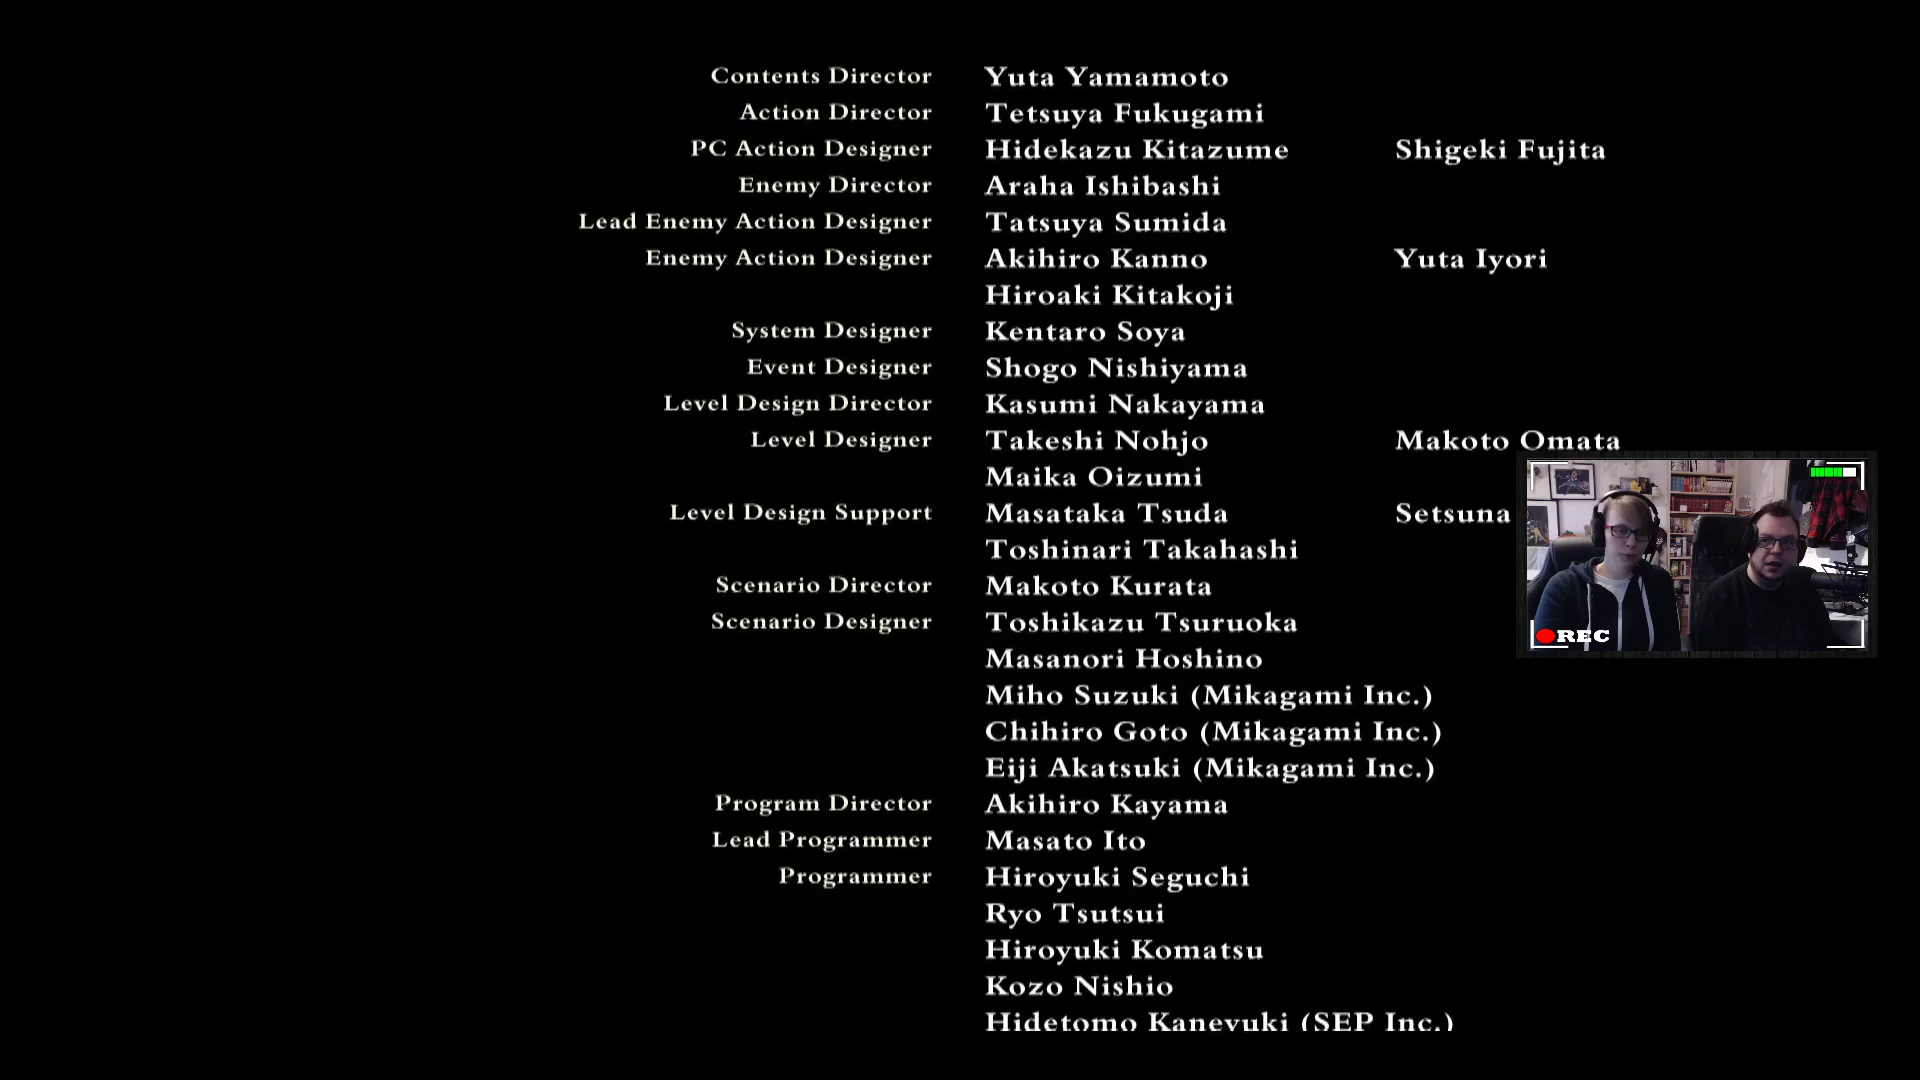 Contents Director Yuta Yamamoto
Action Director Tetsuya Fukugami
PC Action Designer Hidekazu Kitazume Shigeki Fujita
Enemy Director Araha Ishibashi
Lead Enemy Action Designer Tatsuya Sumida
Enemy Action Designer Akihiro Kanno Yuta Iyori
Hiroaki Kitakoji
System Designer Kentaro Soya
Event Designer Shogo Nishiyama
Level Design Director Kasumi Nakayama
Level Designer Takeshi Nohjo Makoto Omata
Maika Oizumi
Level Design Support Masataka Tsuda Setsuna
Toshinari Takahashi
Scenario Director Makoto Kurata
Scenario Designer Toshikazu Tsuruoka
REC
Masanori Hoshino
Miho Suzuki (Mikagami Inc.)
Chihiro Goto (Mikagami Inc.)
Eiji Akatsuki (Mikagami Inc.)
Program Director Akihiro Kayama
Lead Programmer Masato Ito
Programmer Hiroyuki Seguchi
Ryo Tsutsui
Hiroyuki Komatsu
Kozo Nishio
Hidetomo Kaneyuki (SEP Inc.)